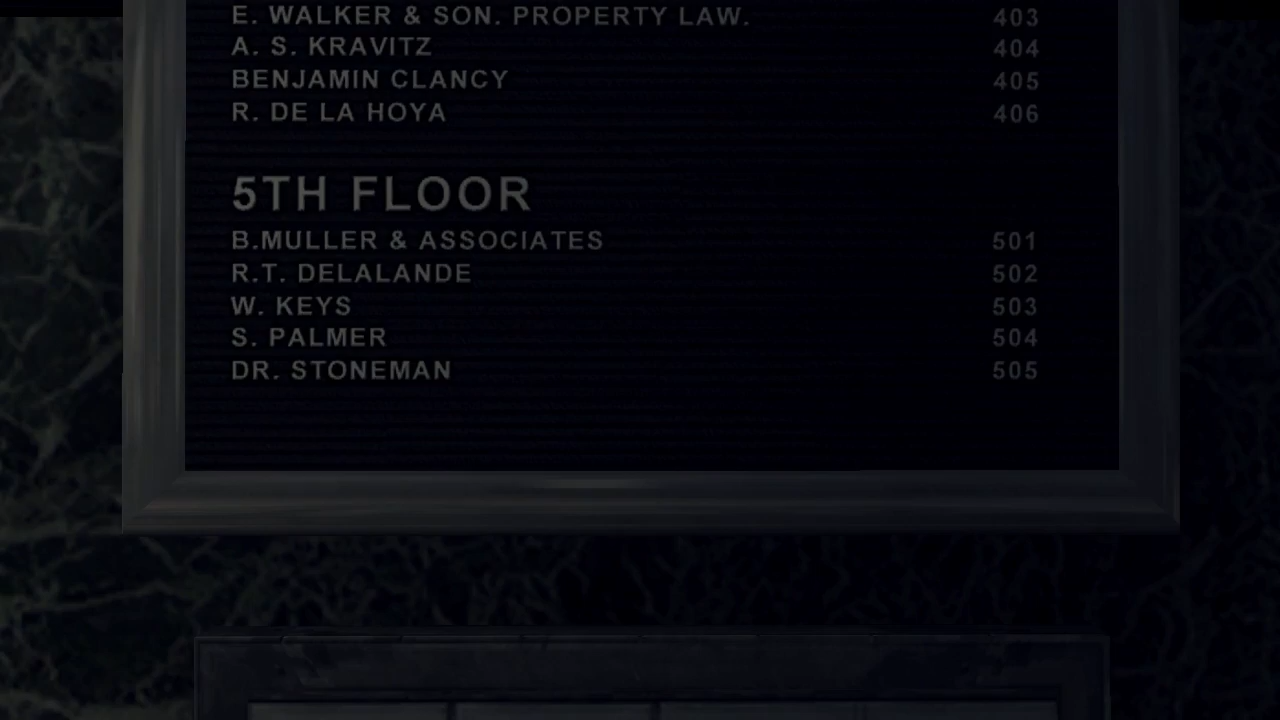 E. WALKER & SON. PROPERTY LAW. 403
A. S. KRAVITZ 404
BENJAMIN CLANCY 405
R. DE LA HOYA 406
5TH FLOOR
B.MULLER & ASSOCIATES 501
R.T. DELALANDE 502
W. KEYS 503
S. PALMER 504
DR. STONEMAN 505